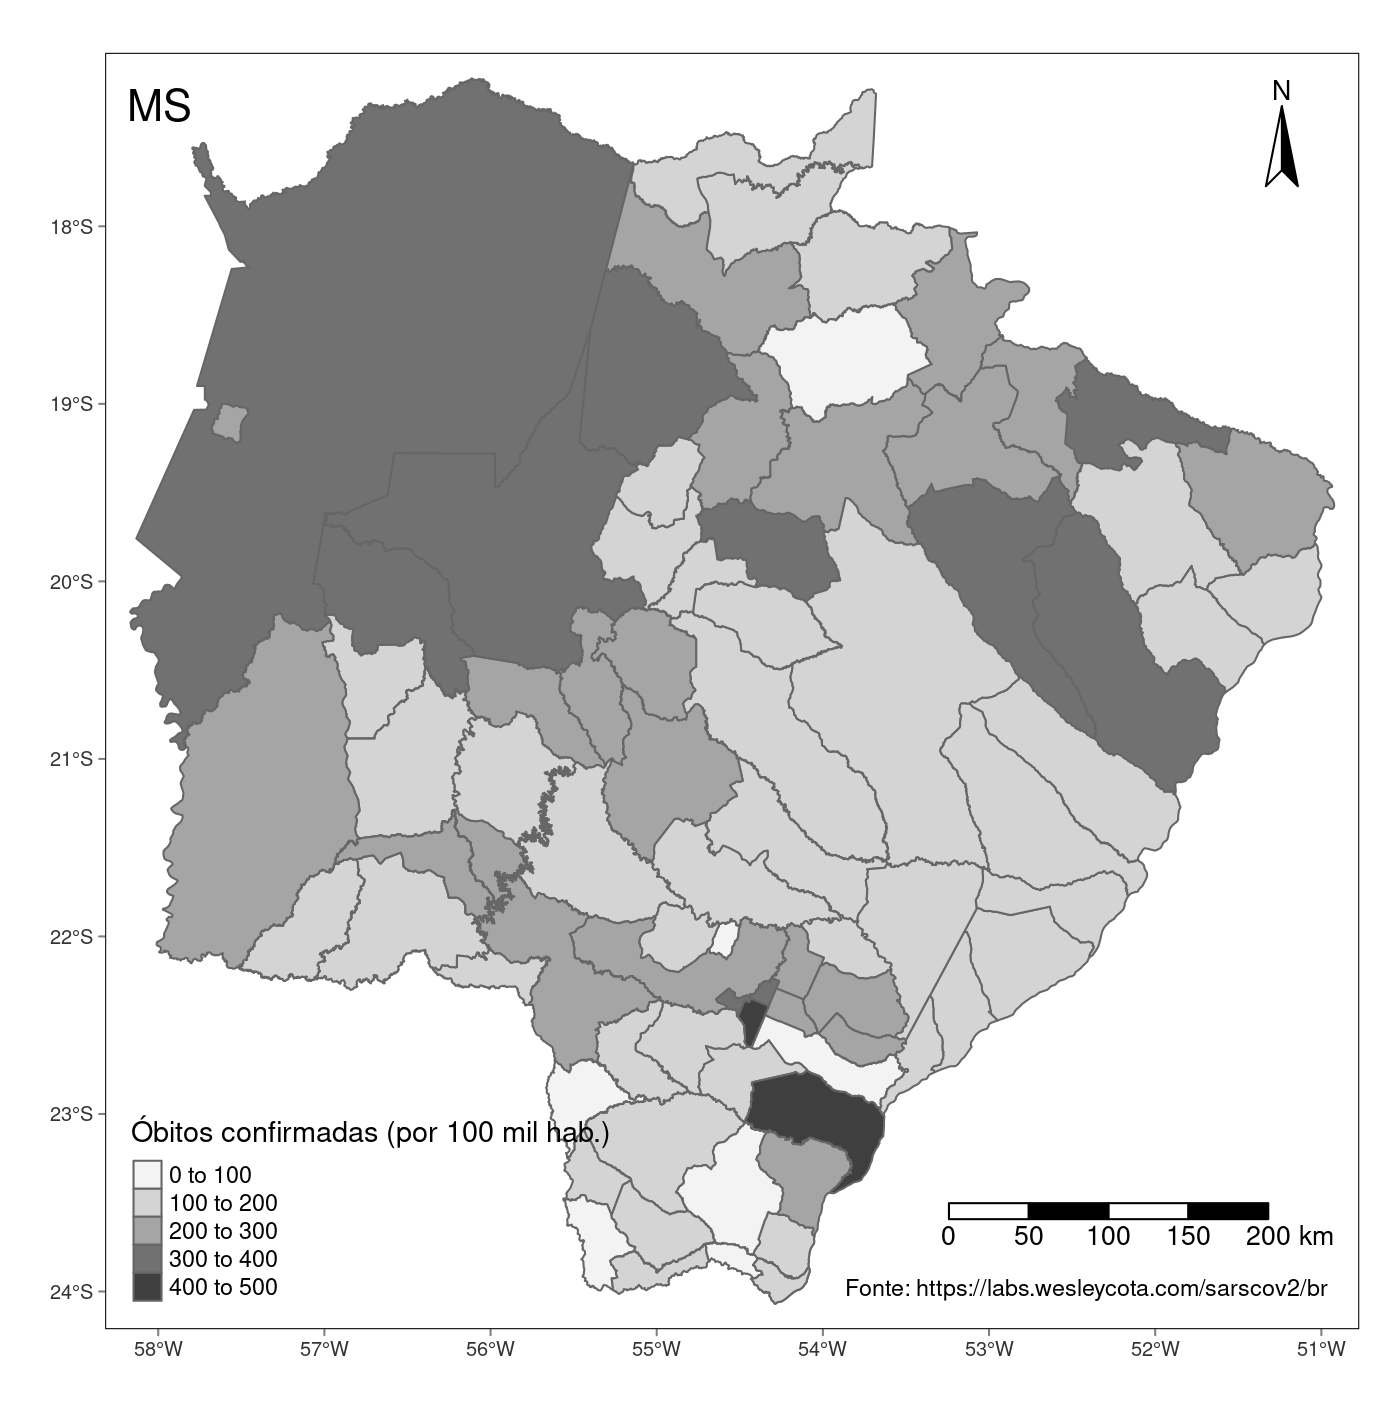 MS
N
18°S
19°S
20°S
21°S
22°S
23°S
24°S
Óbitos confirmadas (por 100 mil hab.)
0 to 100
100 to 200
200 to 300
300 to 400
400 to 500
0 50 100 150 200 km
Fonte: https://labs.wesleycota.com/sarscov2/br
58°W 57°W 56°W 55°W 54°W 53°W 52°W 51°W